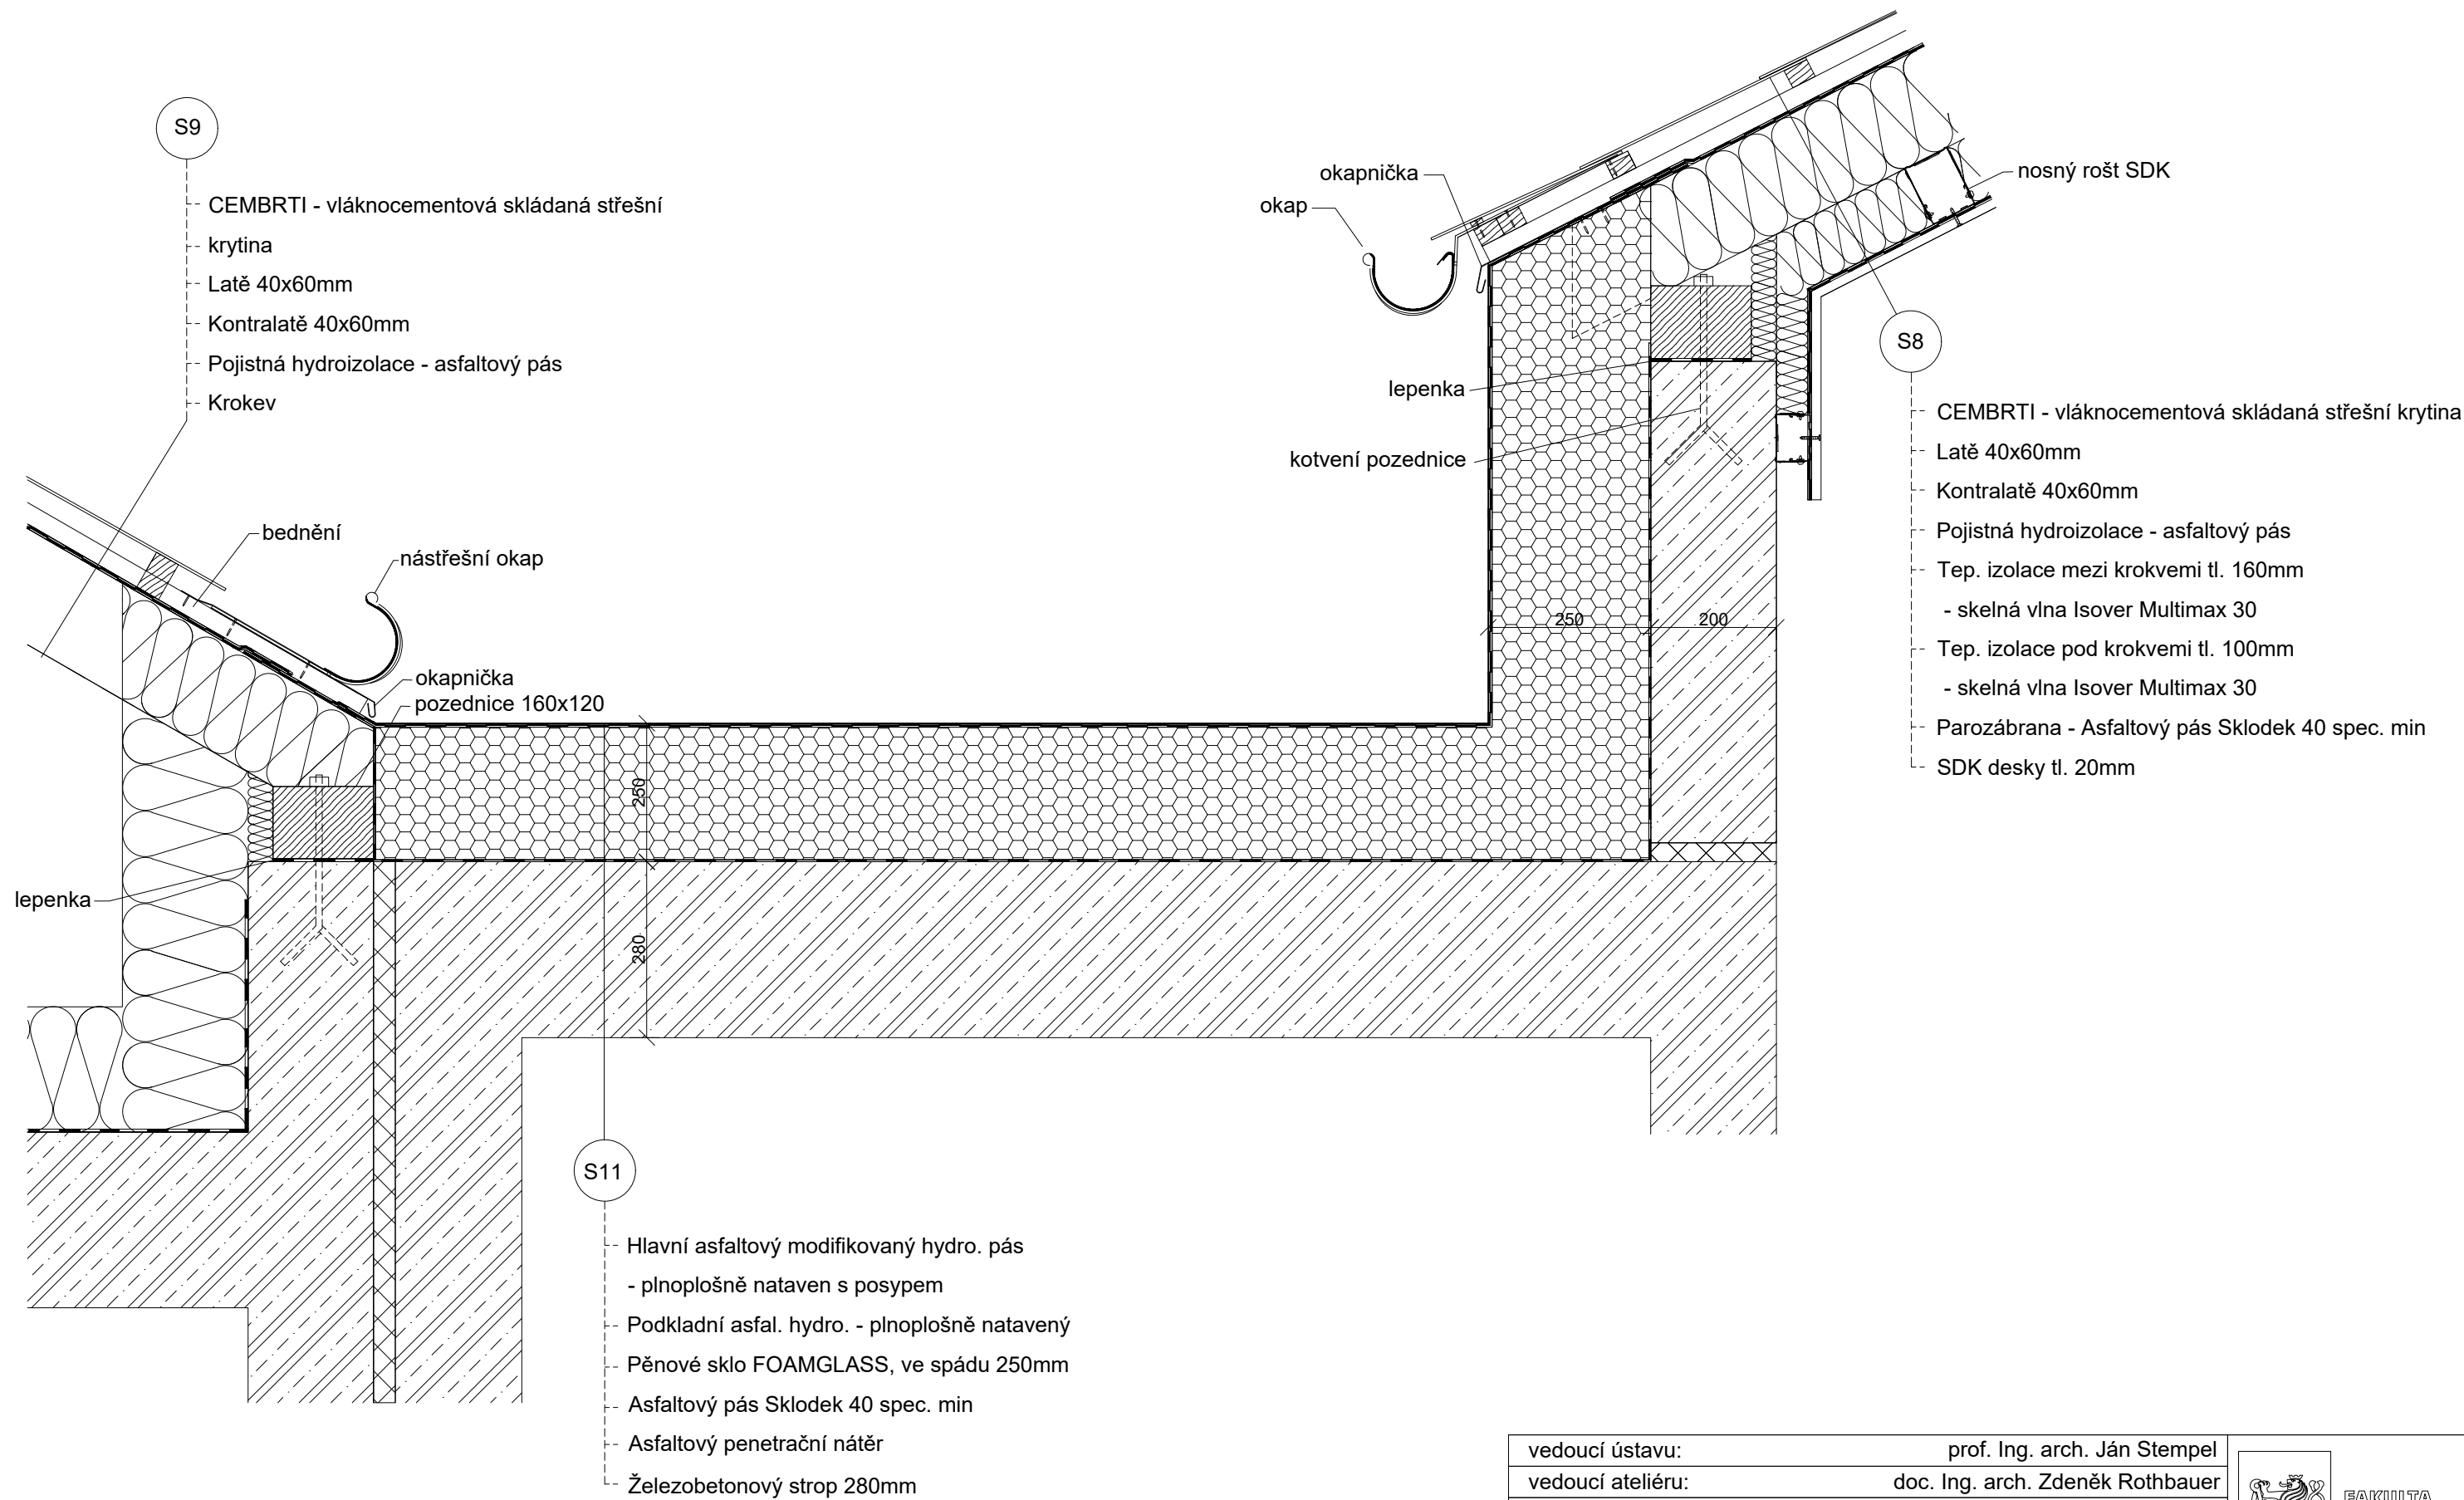 S9
CEMBRTI - vláknocementová skládaná střešní
krytina
Latě 40x60mm
Kontralatě 40x60mm
Pojistná hydroizolace - asfaltový pás
Krokev
bednění
nástřešní okap
okapnička
pozednice 160x120
lepenka
okapnička
okap
nosný rošt SDK
lepenka
kotvení pozednice
250
200
250
280
S8
CEMBRTI - vláknocementová skládaná střešní krytina
Latě 40x60mm
Kontralatě 40x60mm
Pojistná hydroizolace - asfaltový pás
Tep. izolace mezi krokvemi tl. 160mm
- skelná vlna Isover Multimax 30
Tep. izolace pod krokvemi tl. 100mm
- skelná vlna Isover Multimax 30
Parozábrana - Asfaltový pás Sklodek 40 spec. min
SDK desky tl. 20mm
S11
Hlavní asfaltový modifikovaný hydro. pás
- plnoplošně nataven s posypem
Podkladní asfal. hydro. - plnoplošně natavený
Pěnové sklo FOAMGLASS, ve spádu 250mm
Asfaltový pás Sklodek 40 spec. min
Asfaltový penetrační nátěr
Železobetonový strop 280mm
vedoucí ústavu: prof. Ing. arch. Ján Stempel
vedoucí ateliéru: doc. Ing. arch. Zdeněk Rothbauer
FAKULTA